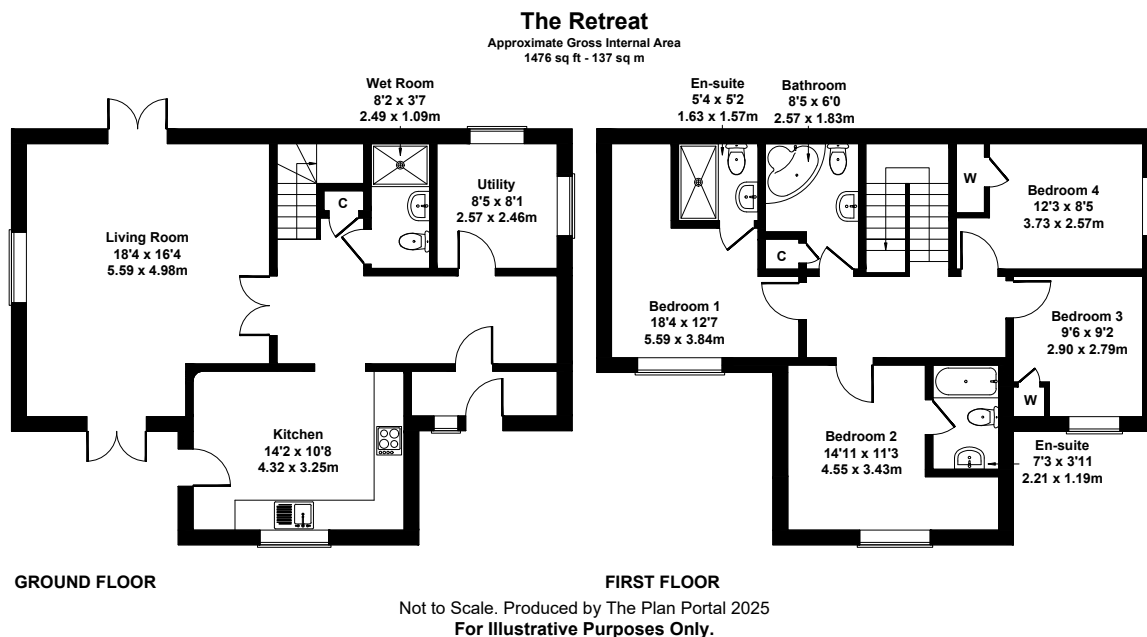 The Retreat
Approximate Gross Internal Area
1476 sq ft - 137 sq m
Wet Room
8'2 x 3'7
2.49 x 1.09m
C
Utility
8'5 x 8'1
2.57 x 2.46m
Living Room
18'4 x 16'4
5.59 x 4.98m
Kitchen
14'2 x 10'8
4.32 x 3.25m
GROUND FLOOR
En-suite
5'4 x 5'2
1.63 x 1.57m
Bathroom
8'5 x 6'0
2.57 x 1.83m
W
Bedroom 4
12'3 x 8'5
3.73 x 2.57m
C
Bedroom 1
18'4 x 12'7
5.59 x 3.84m
Bedroom 3
9'6 x 9'2
2.90 x 2.79m
W
Bedroom 2
14'11 x 11'3
4.55 x 3.43m
En-suite
7'3 x 3'11
2.21 x 1.19m
FIRST FLOOR
Not to Scale. Produced by The Plan Portal 2025
For Illustrative Purposes Only.